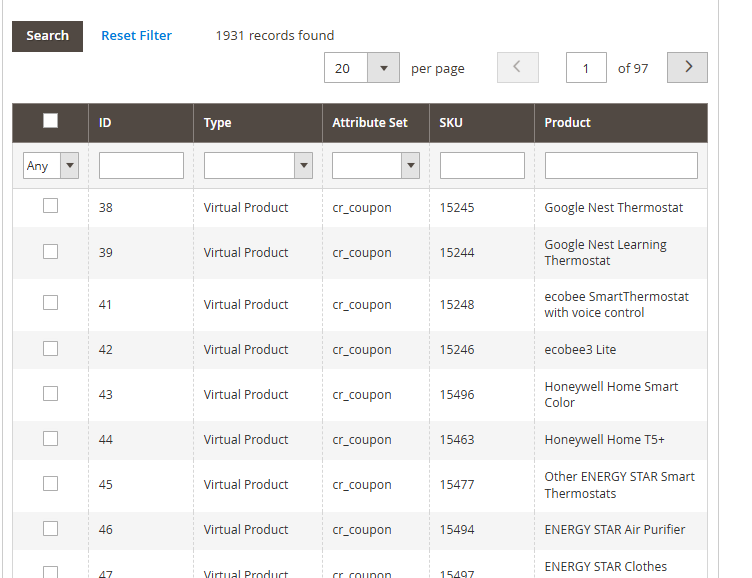 Search Reset Filter 1931 records found
20 per page 1 of 97
ID Type Attribute Set SKU Product
Any
38 Virtual Product cr_coupon 15245 Google Nest Thermostat
39 Virtual Product cr_coupon 15244 Google Nest Learning
Thermostat
41 Virtual Product cr_coupon 15248 ecobee SmartThermostat
with voice control
42 Virtual Product cr_coupon 15246 ecobee3 Lite
43 Virtual Product cr_coupon 15496 Honeywell Home Smart
Color
44 Virtual Product cr_coupon 15463 Honeywell Home T5+
45 Virtual Product cr_coupon 15477 Other ENERGY STAR Smart
Thermostats
46 Virtual Product cr_coupon 15494 ENERGY STAR Air Purifier
47 Virtual Product cr_coupon 15497 ENERGY STAR Clothes